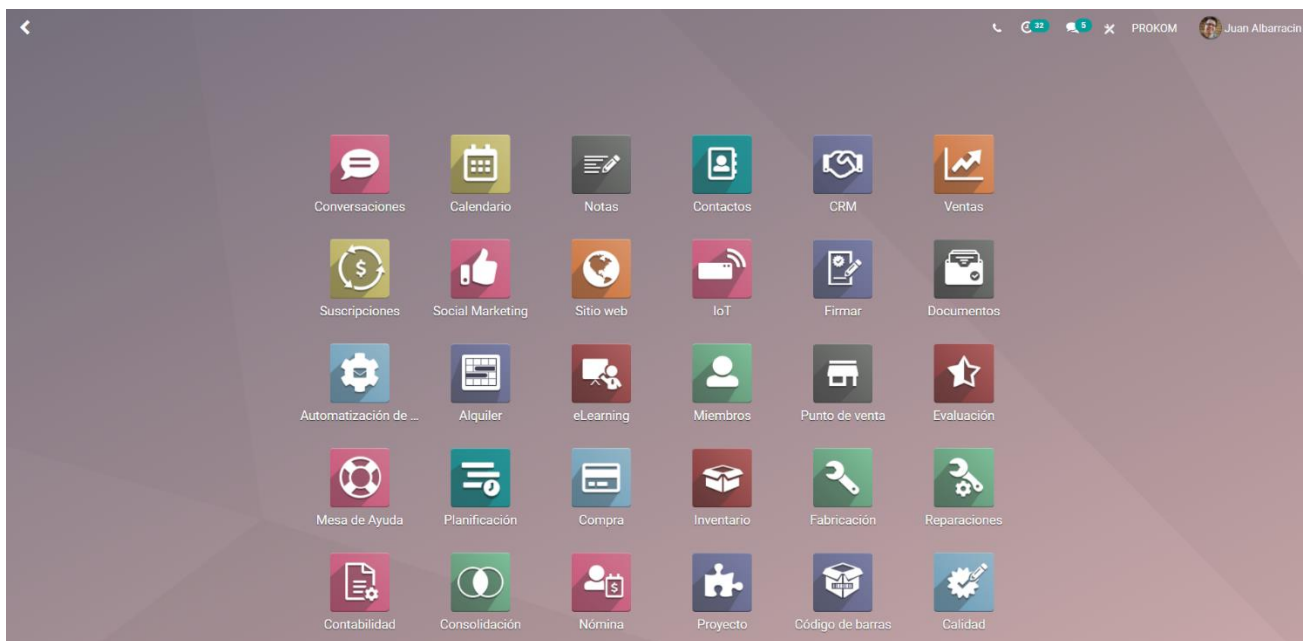 32 5 PROKOM Juan Albarracin
Conversaciones Calendario Notas Contactos CRM Ventas
Suscripciones Social Marketing Sitio web IoT Firmar Documentos
Automatización de ... Alquiler eLearning Miembros Punto de venta Evaluación
Mesa de Ayuda Planificación Compra Inventario Fabricación Reparaciones
Contabilidad Consolidación Nómina Proyecto Código de barras Calidad